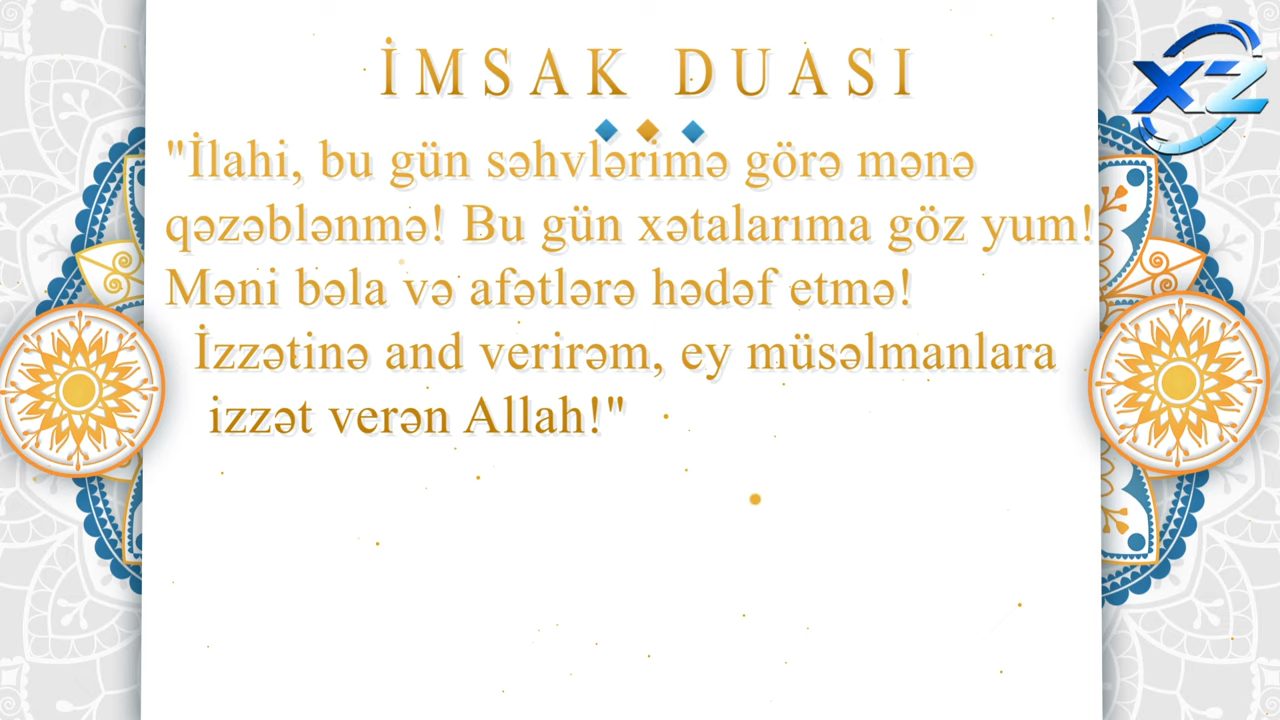 İMSAK DUASI
XZ
"İlahi, bu gün səhvlərimə görə mənə
qəzəblənmə! Bu gün xətalarıma göz yum!
Məni bəla və afətlərə hədəf etmə!
İzzətinə and verirəm, ey müsəlmanlara
izzət verən Allah!"